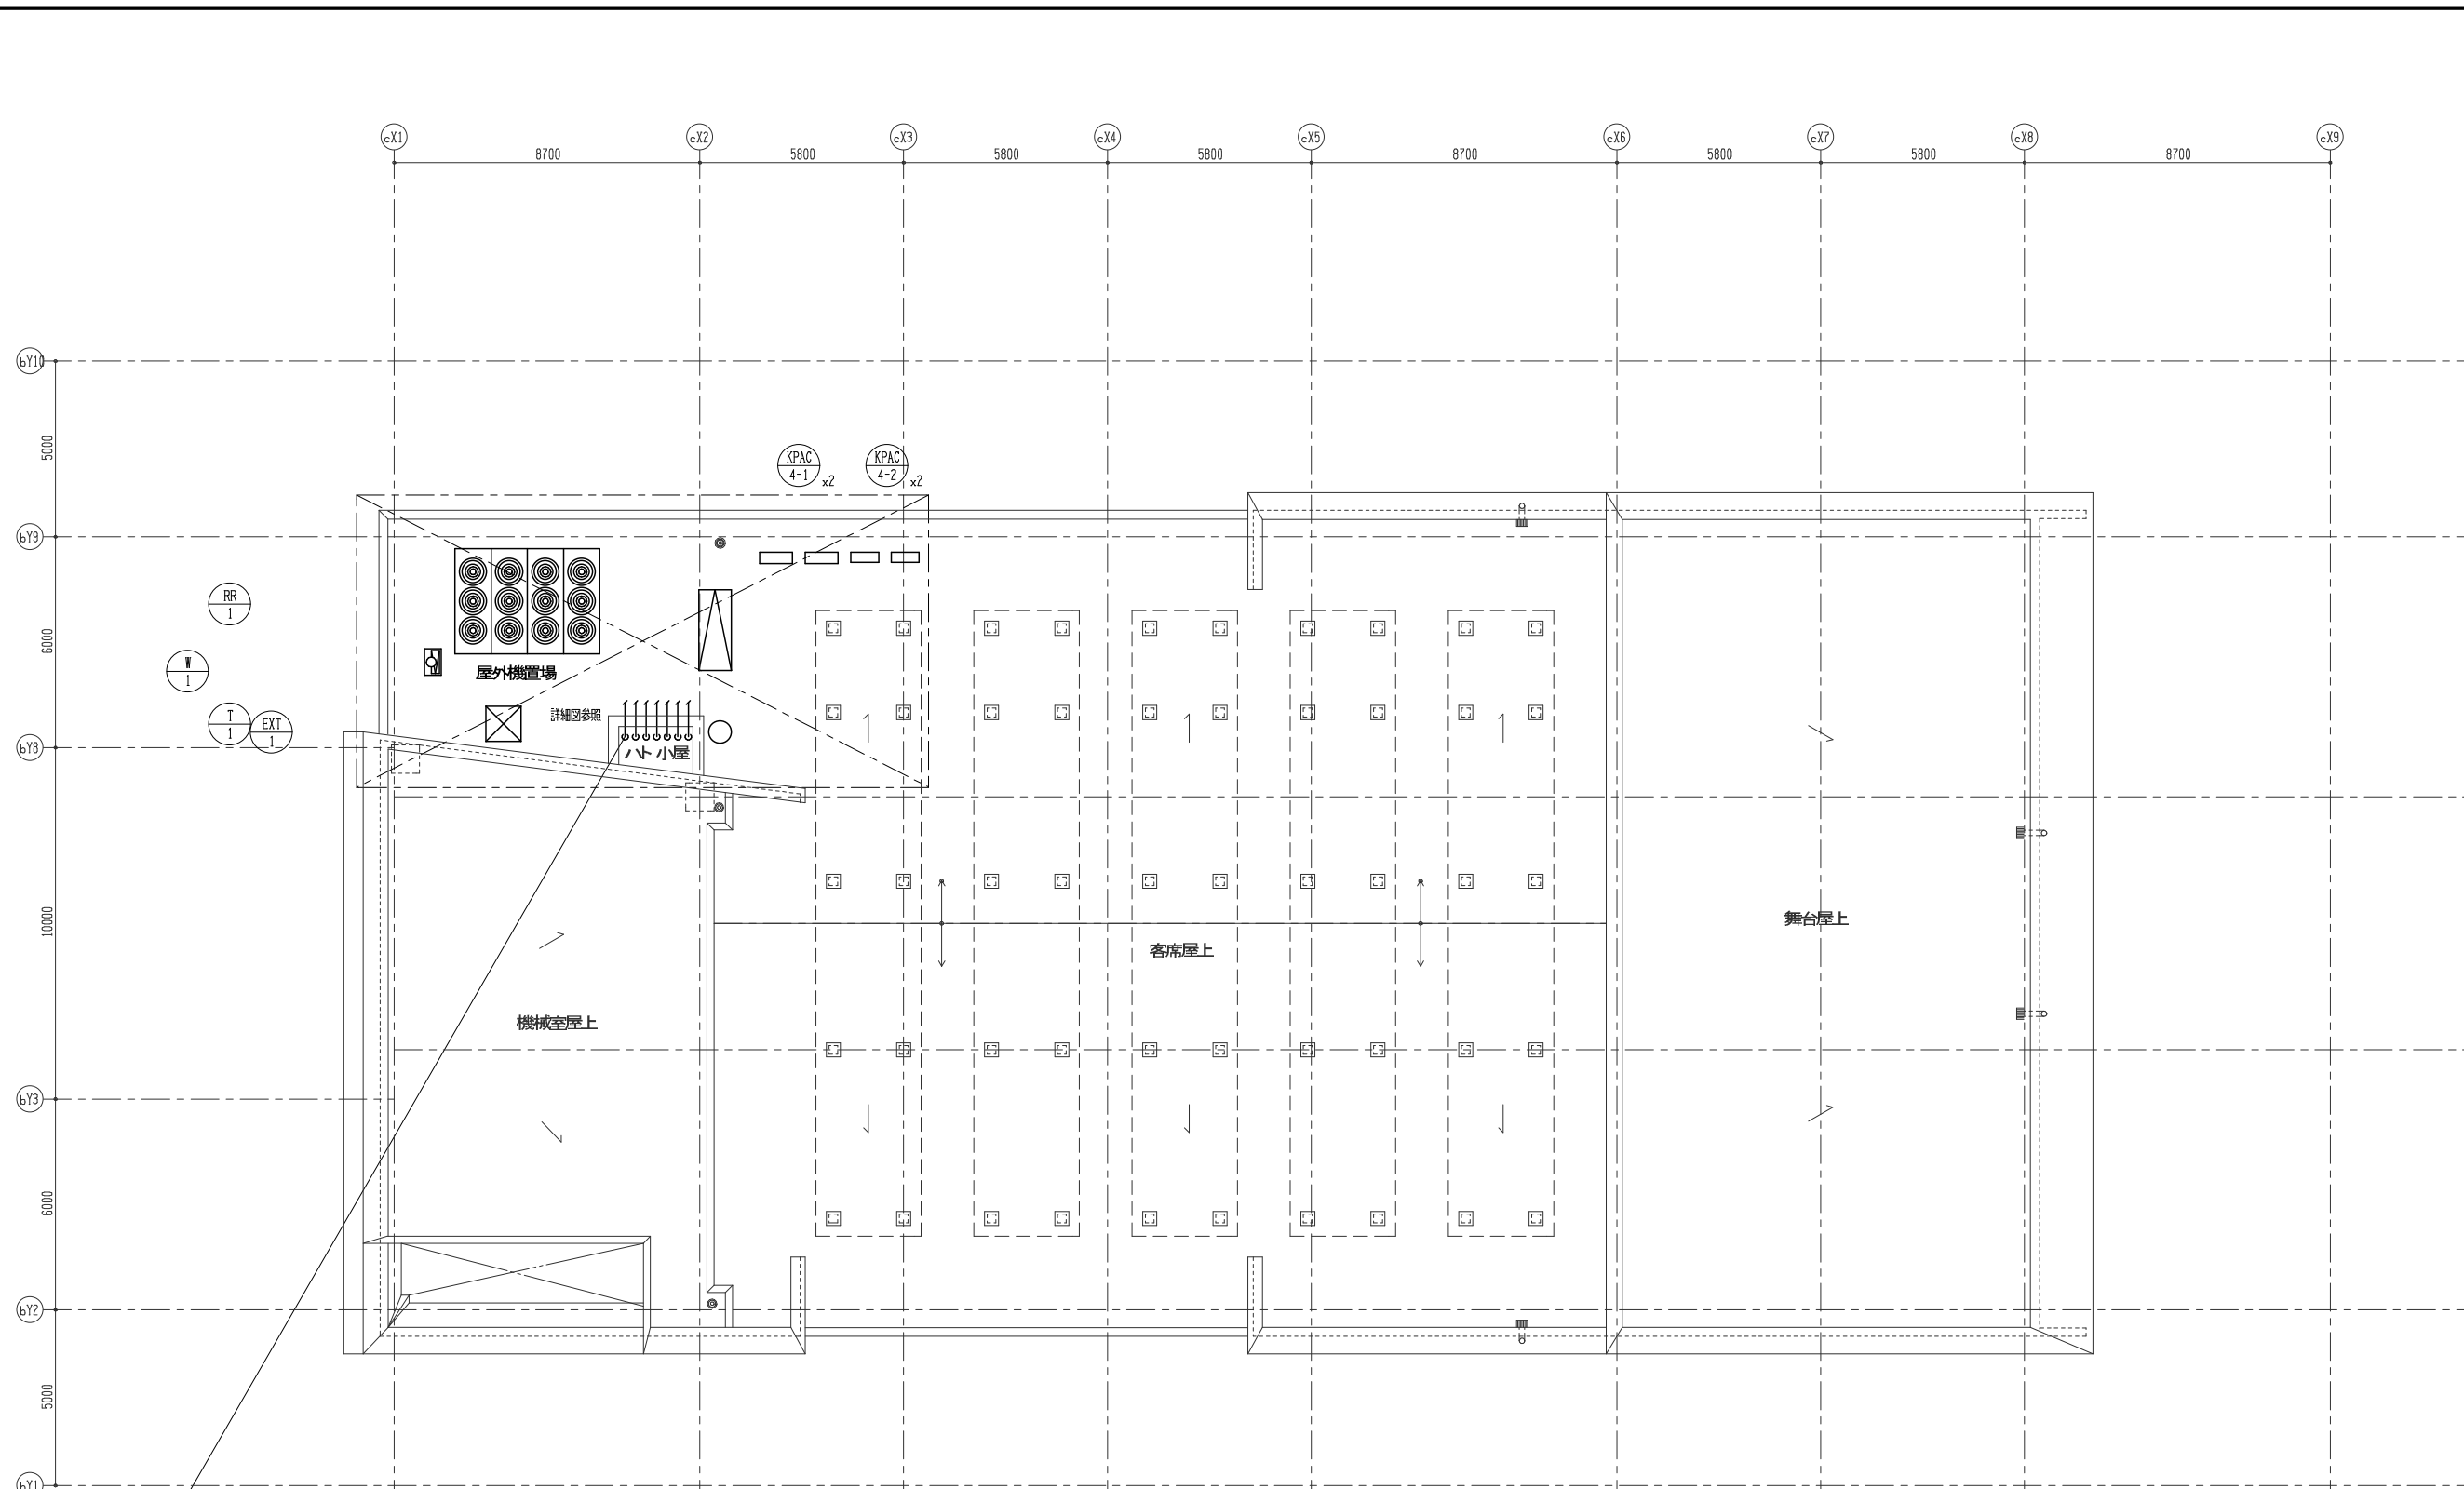 cX1 cX2 cX3 cX4 cX5 cX6 cX7 cX8 cX9
8700 5800 5800 5800 8700 5800 5800 8700
bY10
5000
KPAC
4-1
x2
KPAC
4-2
x2
bY9
RR
1
6000
W
1
屋外機置場
T
1
EXT
1
詳細図参照
bY8
ハト小屋
10000
舞台屋上
客席屋上
機械室屋上
bY3
6000
bY2
5000
bY1